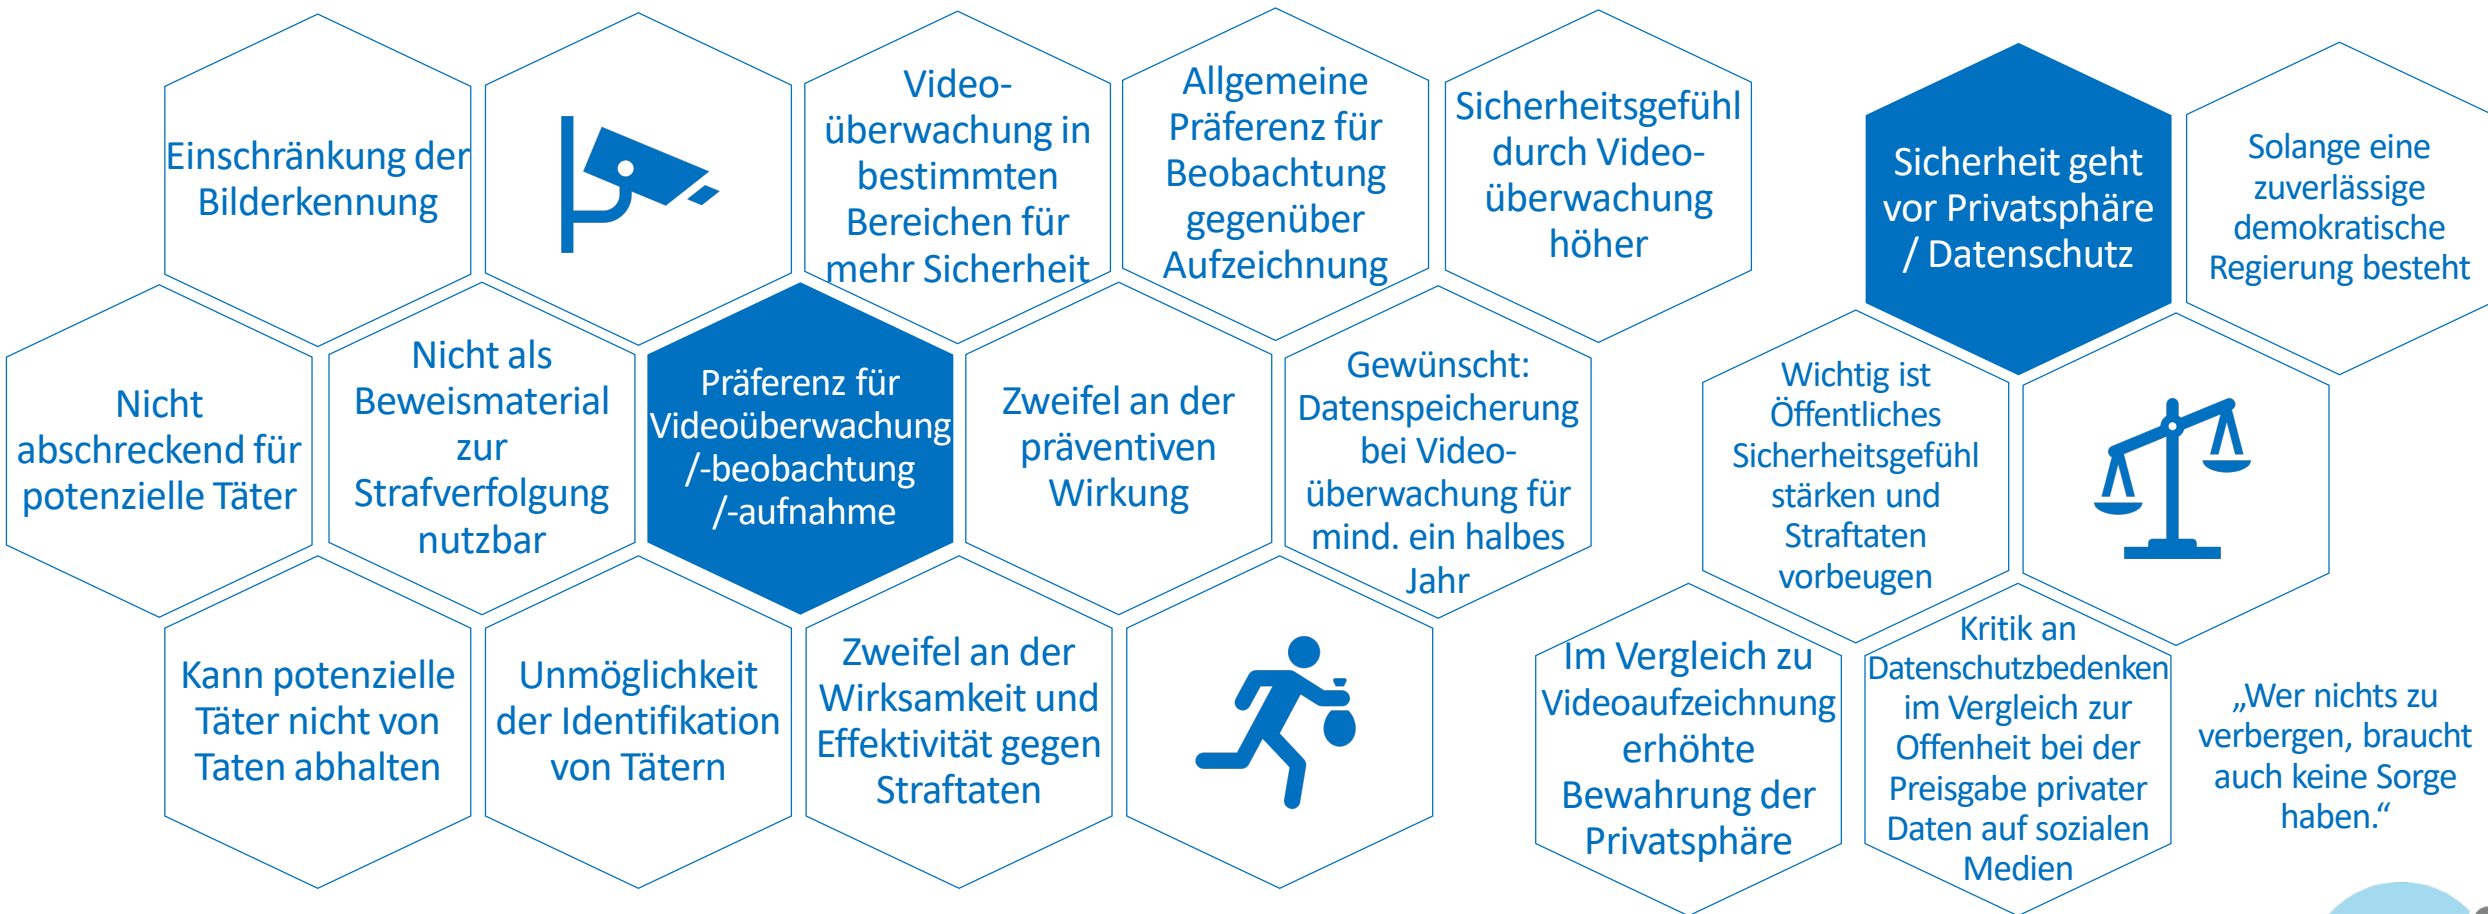 Einschränkung der
Bilderkennung
Video-
überwachung in
bestimmten
Bereichen für
mehr Sicherheit
Allgemeine
Präferenz für
Beobachtung
gegenüber
Aufzeichnung
Sicherheitsgefühl
durch Video-
überwachung
höher
Sicherheit geht
vor Privatsphäre
/ Datenschutz
Solange eine
zuverlässige
demokratische
Regierung besteht
Nicht
abschreckend für
potenzielle Täter
Nicht als
Beweismaterial
zur
Strafverfolgung
nutzbar
Präferenz für
Videoüberwachung
/-beobachtung
/-aufnahme
Zweifel an der
präventiven
Wirkung
Gewünscht:
Datenspeicherung
bei Video-
überwachung für
mind. ein halbes
Jahr
Wichtig ist
Öffentliches
Sicherheitsgefühl
stärken und
Straftaten
vorbeugen
Kann potenzielle
Täter nicht von
Taten abhalten
Unmöglichkeit
der Identifikation
von Tätern
Zweifel an der
Wirksamkeit und
Effektivität gegen
Straftaten
Im Vergleich zu
Videoaufzeichnung
erhöhte
Bewahrung der
Privatsphäre
Kritik an
Datenschutzbedenken
im Vergleich zur
Offenheit bei der
Preisgabe privater
Daten auf sozialen
Medien
„Wer nichts zu
verbergen, braucht
auch keine Sorge
haben.“